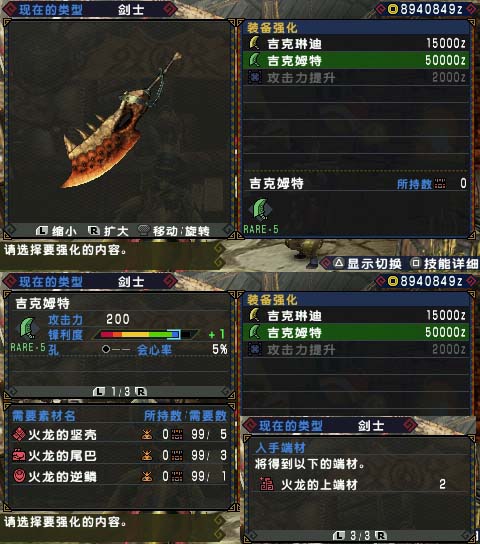 现在的类型 剑士
8940849z
装备强化
吉克琳迪 15000z
吉克姆特 50000z
攻击力提升 2000z
吉克姆特 所持数 0
RARE-5
L 缩小 R 扩大 移动/旋转
请选择要强化的内容。
△显示切换 □技能详细
现在的类型 剑士
8940849z
吉克姆特
攻击力 200
锋利度 +1
RARE-5
孔 ●── 会心率 5%
L 1/3 R
装备强化
吉克琳迪 15000z
吉克姆特 50000z
攻击力提升 2000z
需要素材名 所持数/需要数
火龙的坚壳 0 99/ 5
火龙的尾巴 0 99/ 3
火龙的逆鳞 0 99/ 1
请选择要强化的内容。
现在的类型 剑士
入手端材
将得到以下的端材。
火龙的上端材 2
L 3/3 R